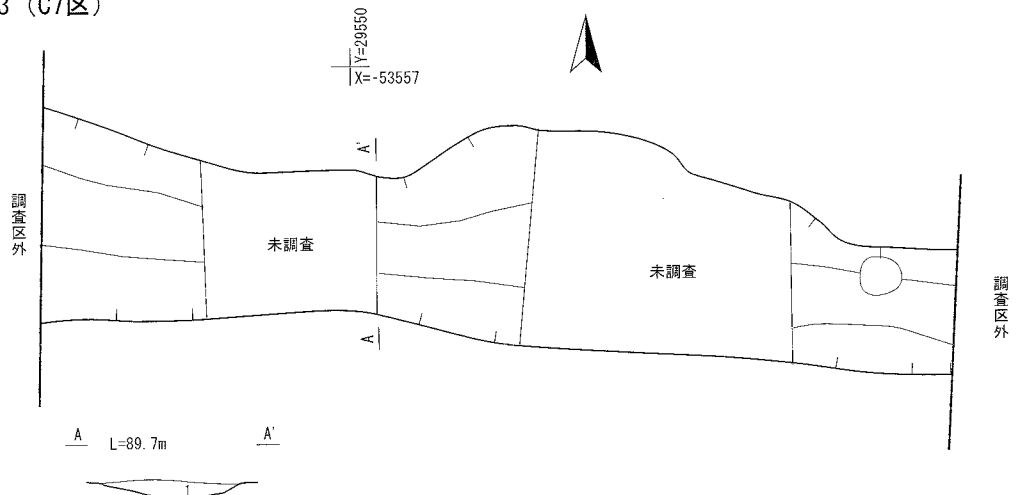 3（C7区）
Y=29550
X=-53557
A'
調査区外
未調査
未調査
調査区外
A
A L=89.7m A'
1